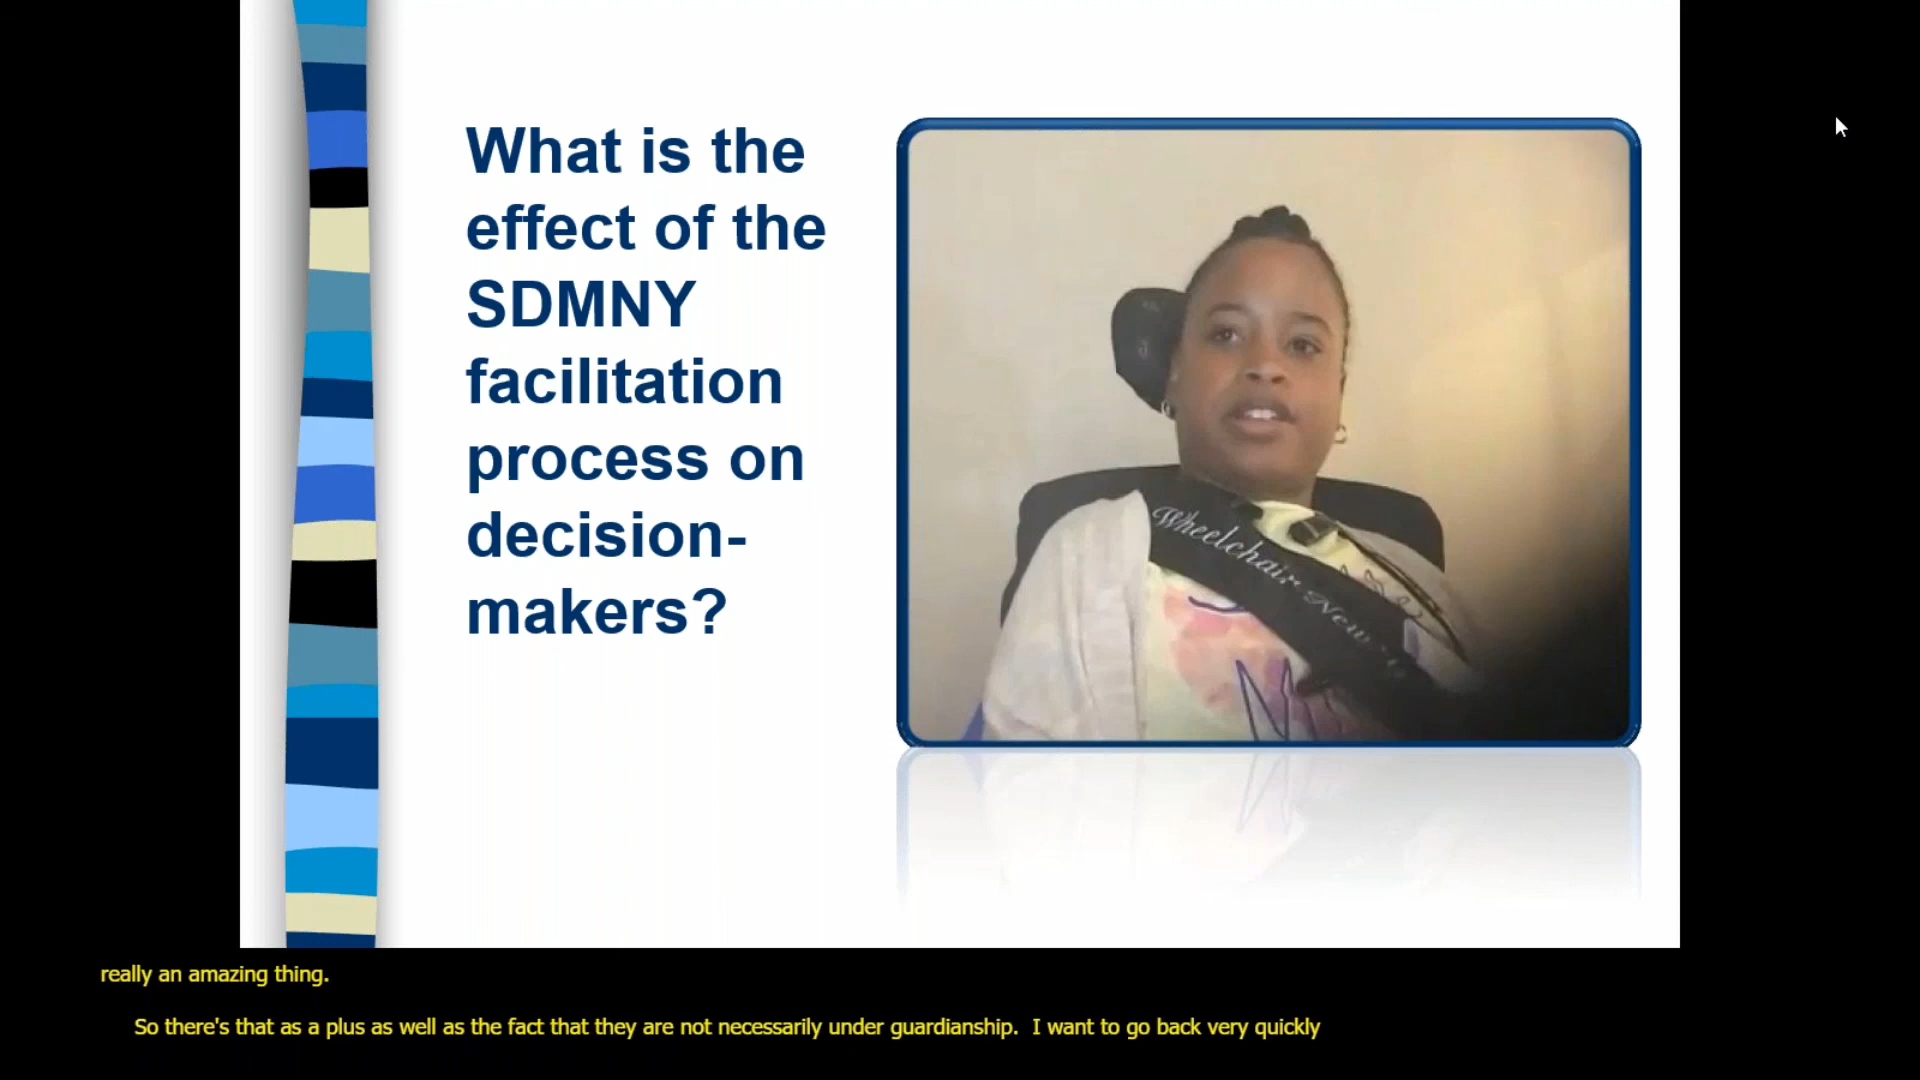 What is the
effect of the
SDMNY
facilitation
process on
decision-
makers?
Wheelchair New
really an amazing thing.
So there's that as a plus as well as the fact that they are not necessarily under guardianship.  I want to go back very quickly